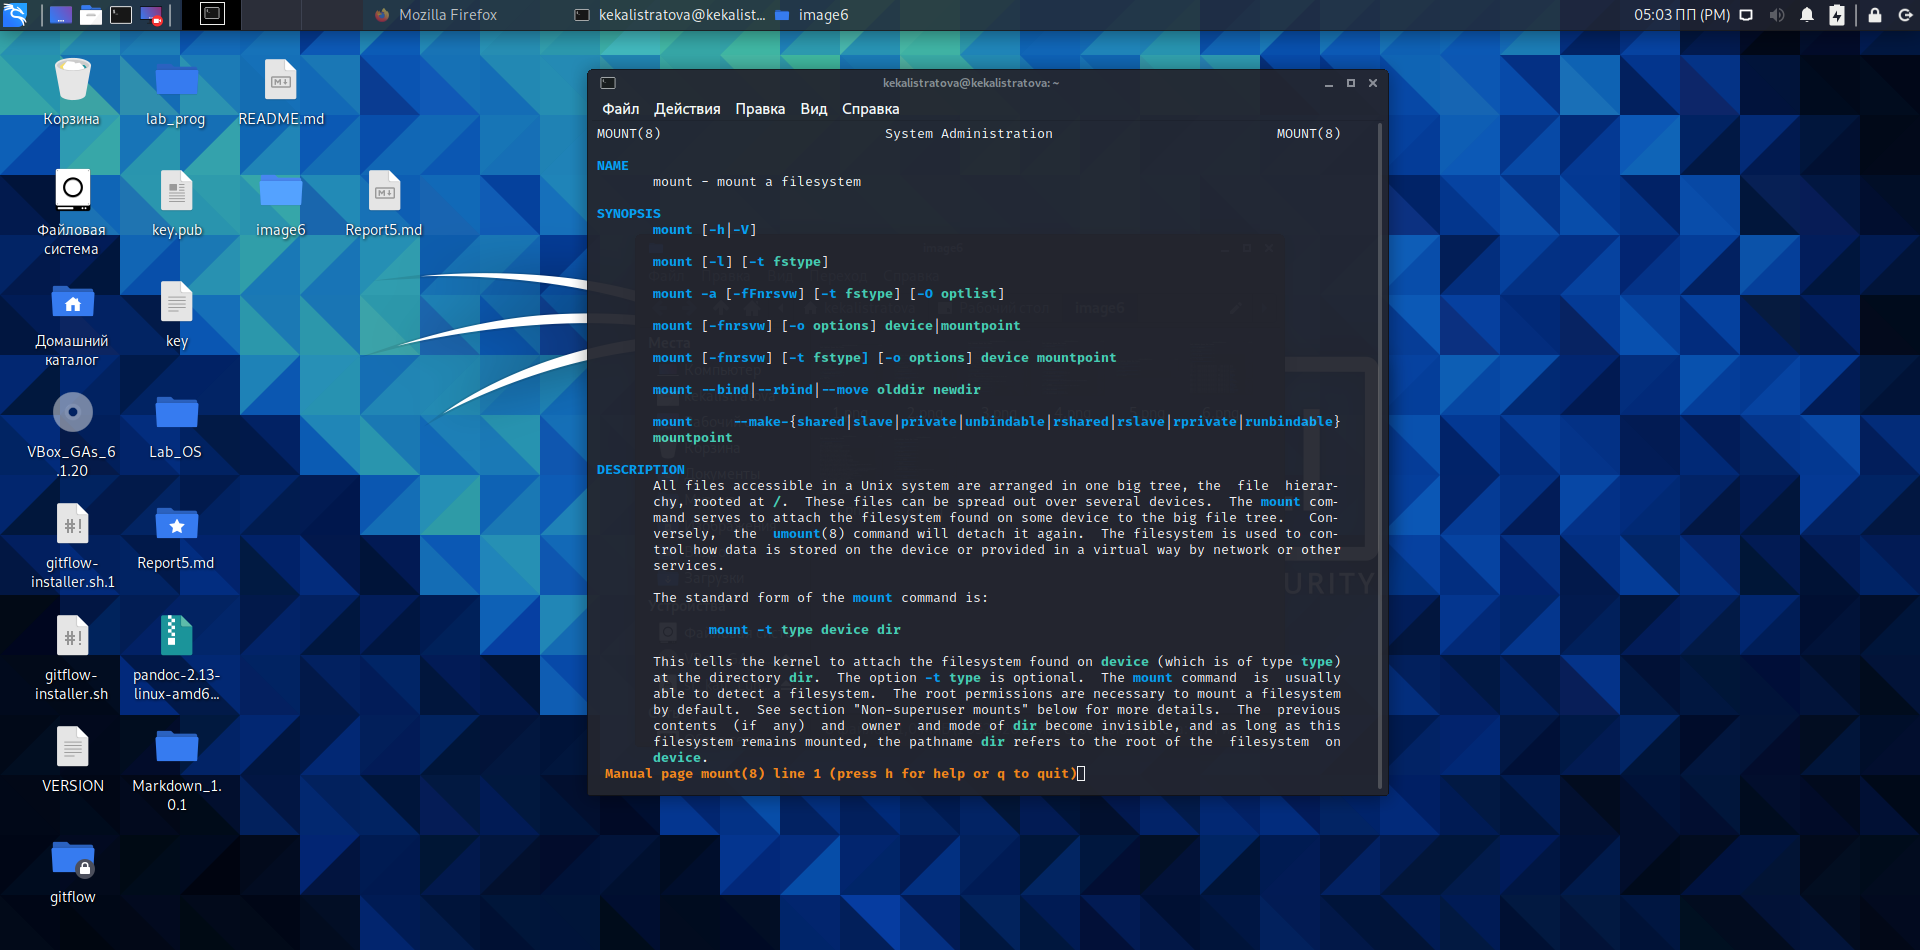 Mozilla Firefox
kekalistratova@kekalist...
image6
05:03 ПП (PM)
Корзина
lab_prog
README.md
Файловая
система
key.pub
image6
Report5.md
Домашний
каталог
key
VBox_GAs_6
.1.20
Lab_OS
gitflow-
installer.sh.1
Report5.md
gitflow-
installer.sh
pandoc-2.13-
linux-amd6...
VERSION
Markdown_1.
0.1
gitflow
kekalistratova@kekalistratova: ~
Файл Действия Правка Вид Справка
MOUNT(8) System Administration MOUNT(8)
NAME
mount - mount a filesystem
SYNOPSIS
mount [-h|-V]
mount [-l] [-t fstype]
mount -a [-fFnrsvw] [-t fstype] [-O optlist]
mount [-fnrsvw] [-o options] device|mountpoint
mount [-fnrsvw] [-t fstype] [-o options] device mountpoint
mount --bind|--rbind|--move olddir newdir
mount --make-{shared|slave|private|unbindable|rshared|rslave|rprivate|runbindable}
mountpoint
DESCRIPTION
All files accessible in a Unix system are arranged in one big tree, the file hierar-
chy, rooted at /. These files can be spread out over several devices. The mount com-
mand serves to attach the filesystem found on some device to the big file tree. Con-
versely, the umount(8) command will detach it again. The filesystem is used to con-
trol how data is stored on the device or provided in a virtual way by network or other
services.
The standard form of the mount command is:
mount -t type device dir
This tells the kernel to attach the filesystem found on device (which is of type type)
at the directory dir. The option -t type is optional. The mount command is usually
able to detect a filesystem. The root permissions are necessary to mount a filesystem
by default. See section "Non-superuser mounts" below for more details. The previous
contents (if any) and owner and mode of dir become invisible, and as long as this
filesystem remains mounted, the pathname dir refers to the root of the filesystem on
device.
Manual page mount(8) line 1 (press h for help or q to quit)
URITY